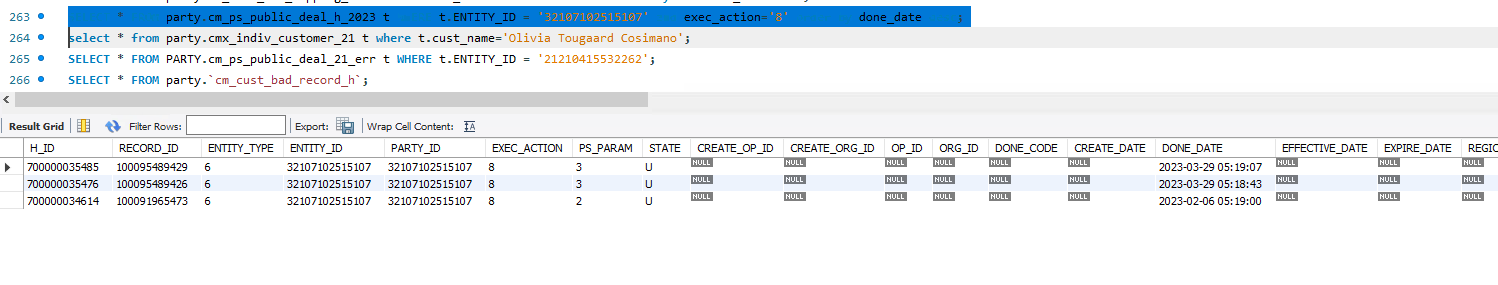 263 * party.cm_ps_public_deal_h_2023 t t.ENTITY_ID = '32107102515107' exec_action='8' done_date ;
264 select * from party.cmx_indiv_customer_21 t where t.cust_name='Olivia Tougaard Cosimano';
265 SELECT * FROM PARTY.cm_ps_public_deal_21_err t WHERE t.ENTITY_ID = '21210415532262';
266 SELECT * FROM party.`cm_cust_bad_record_h`;
Result Grid Filter Rows: Export: Wrap Cell Content:
H_ID RECORD_ID ENTITY_TYPE ENTITY_ID PARTY_ID EXEC_ACTION PS_PARAM STATE CREATE_OP_ID CREATE_ORG_ID OP_ID ORG_ID DONE_CODE CREATE_DATE DONE_DATE EFFECTIVE_DATE EXPIRE_DATE REGIO
700000035485 100095489429 6 32107102515107 32107102515107 8 3 U NULL NULL NULL NULL NULL NULL 2023-03-29 05:19:07 NULL NULL NULL
700000035476 100095489426 6 32107102515107 32107102515107 8 3 U NULL NULL NULL NULL NULL NULL 2023-03-29 05:18:43 NULL NULL NULL
700000034614 100091965473 6 32107102515107 32107102515107 8 2 U NULL NULL NULL NULL NULL NULL 2023-02-06 05:19:00 NULL NULL NULL